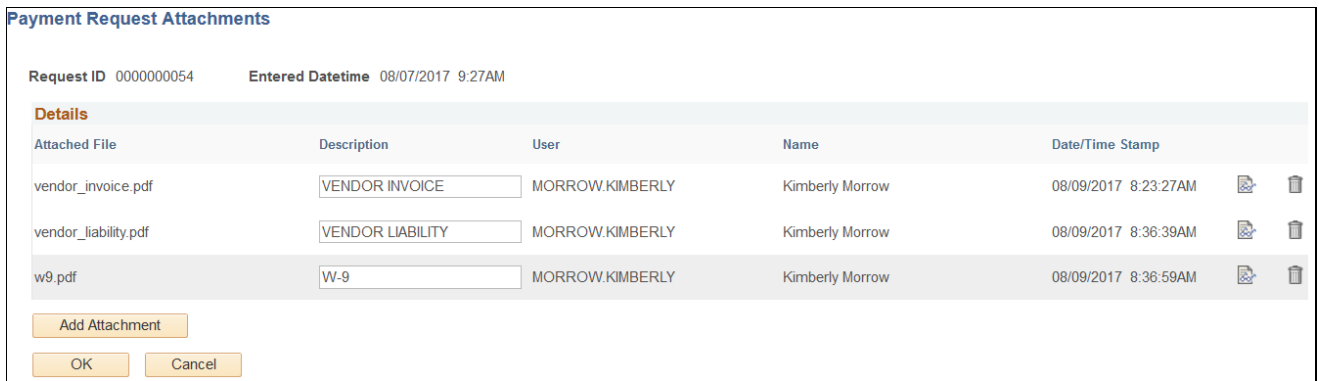 Payment Request Attachments
Request ID 0000000054 Entered Datetime 08/07/2017 9:27AM
Details
Attached File Description User Name Date/Time Stamp
vendor_invoice.pdf VENDOR INVOICE MORROW.KIMBERLY Kimberly Morrow 08/09/2017 8:23:27AM
vendor_liability.pdf VENDOR LIABILITY MORROW.KIMBERLY Kimberly Morrow 08/09/2017 8:36:39AM
w9.pdf W-9 MORROW.KIMBERLY Kimberly Morrow 08/09/2017 8:36:59AM
Add Attachment
OK Cancel